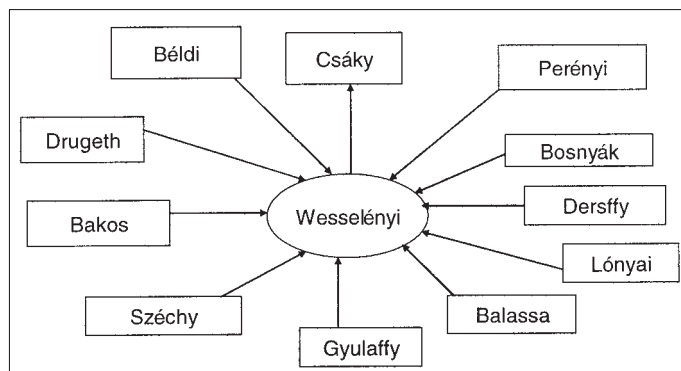 Béldi
Csáky
Perényi
Drugeth
Bosnyák
Wesselényi
Dersffy
Bakos
Lónyai
Széchy
Gyulaffy
Balassa